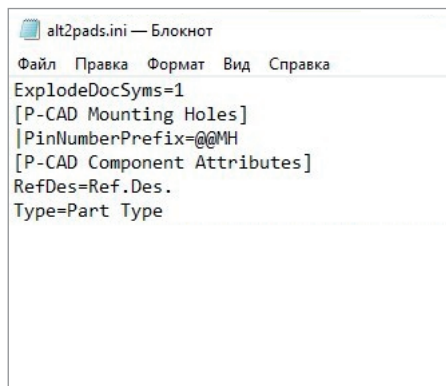 alt2pads.ini — Блокнот
Файл Правка Формат Вид Справка
ExplodeDocSyms=1
[P-CAD Mounting Holes]
|PinNumberPrefix=@@MH
[P-CAD Component Attributes]
RefDes=Ref.Des.
Type=Part Type